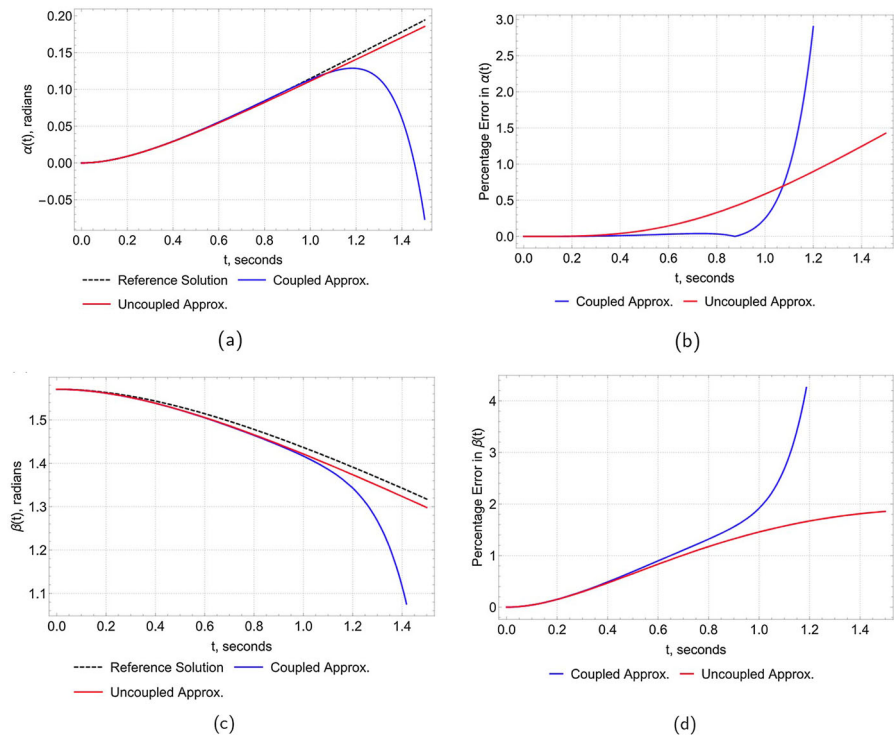 0.20
0.15
0.10
0.05
0.00
−0.05
α(t), radians
0.0 0.2 0.4 0.6 0.8 1.0 1.2 1.4
t, seconds
Reference Solution Coupled Approx.
Uncoupled Approx.
(a)
3.0
2.5
2.0
1.5
1.0
0.5
0.0
Percentage Error in α(t)
0.0 0.2 0.4 0.6 0.8 1.0 1.2 1.4
t, seconds
Coupled Approx. Uncoupled Approx.
(b)
1.5
1.4
1.3
1.2
1.1
β(t), radians
0.0 0.2 0.4 0.6 0.8 1.0 1.2 1.4
t, seconds
Reference Solution Coupled Approx.
Uncoupled Approx.
(c)
4
3
2
1
0
Percentage Error in β(t)
0.0 0.2 0.4 0.6 0.8 1.0 1.2 1.4
t, seconds
Coupled Approx. Uncoupled Approx.
(d)